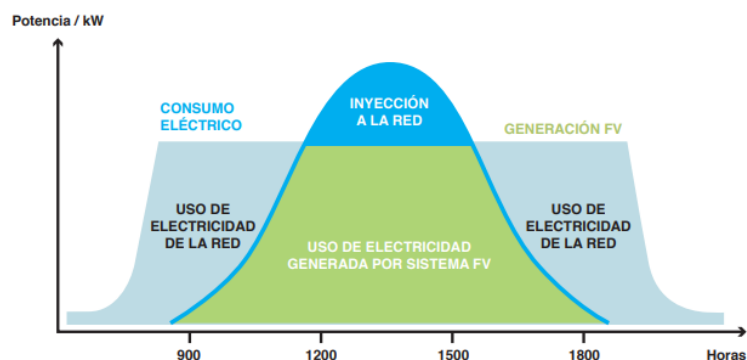 Potencia / kW
CONSUMO
ELÉCTRICO
INYECCIÓN
A LA RED
GENERACIÓN FV
USO DE
ELECTRICIDAD
DE LA RED
USO DE ELECTRICIDAD
GENERADA POR SISTEMA FV
USO DE
ELECTRICIDAD
DE LA RED
900
1200
1500
1800
Horas